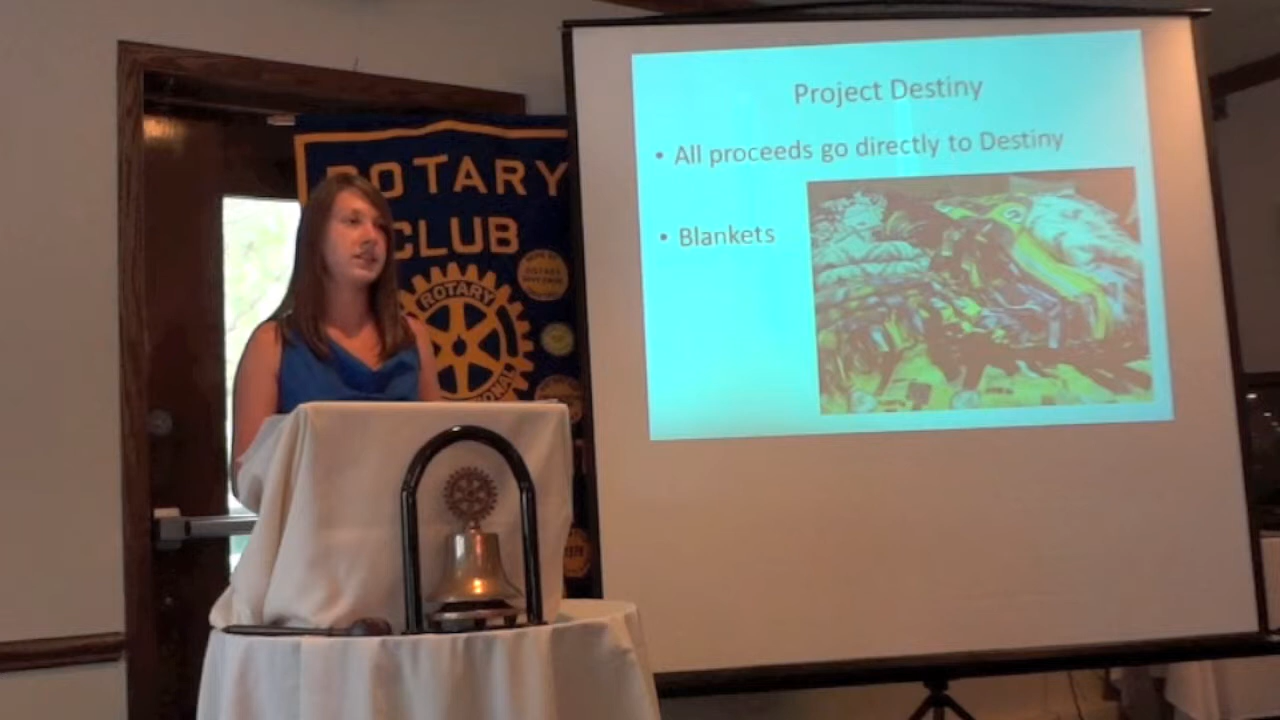 ROTARY
CLUB
ROTARY
Project Destiny
• All proceeds go directly to Destiny
• Blankets